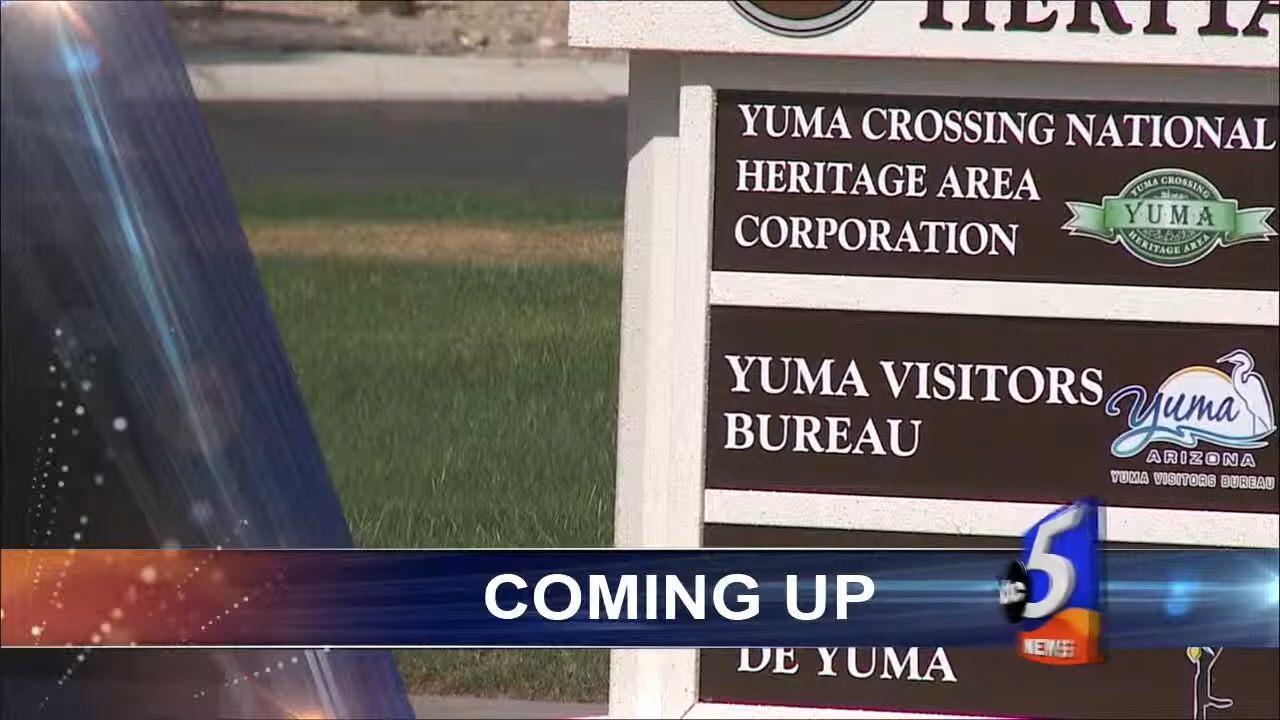 YUMA CROSSING NATIONAL
HERITAGE AREA
CORPORATION
YUMA CROSSING
YUMA
HERITAGE AREA
YUMA VISITORS
BUREAU
Yuma
ARIZONA
YUMA VISITORS BUREAU
COMING UP
abc 5
NEWS
DE YUMA